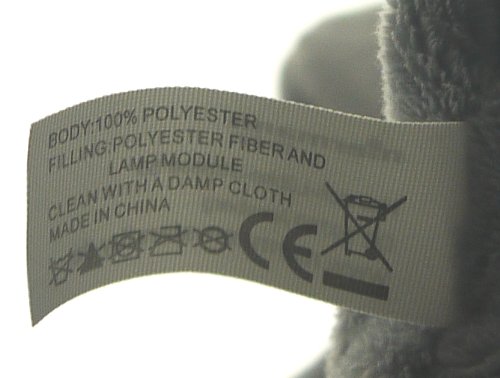 BODY:100% POLYESTER
FILLING:POLYESTER FIBER AND
LAMP MODULE
CLEAN WITH A DAMP CLOTH
MADE IN CHINA
CE